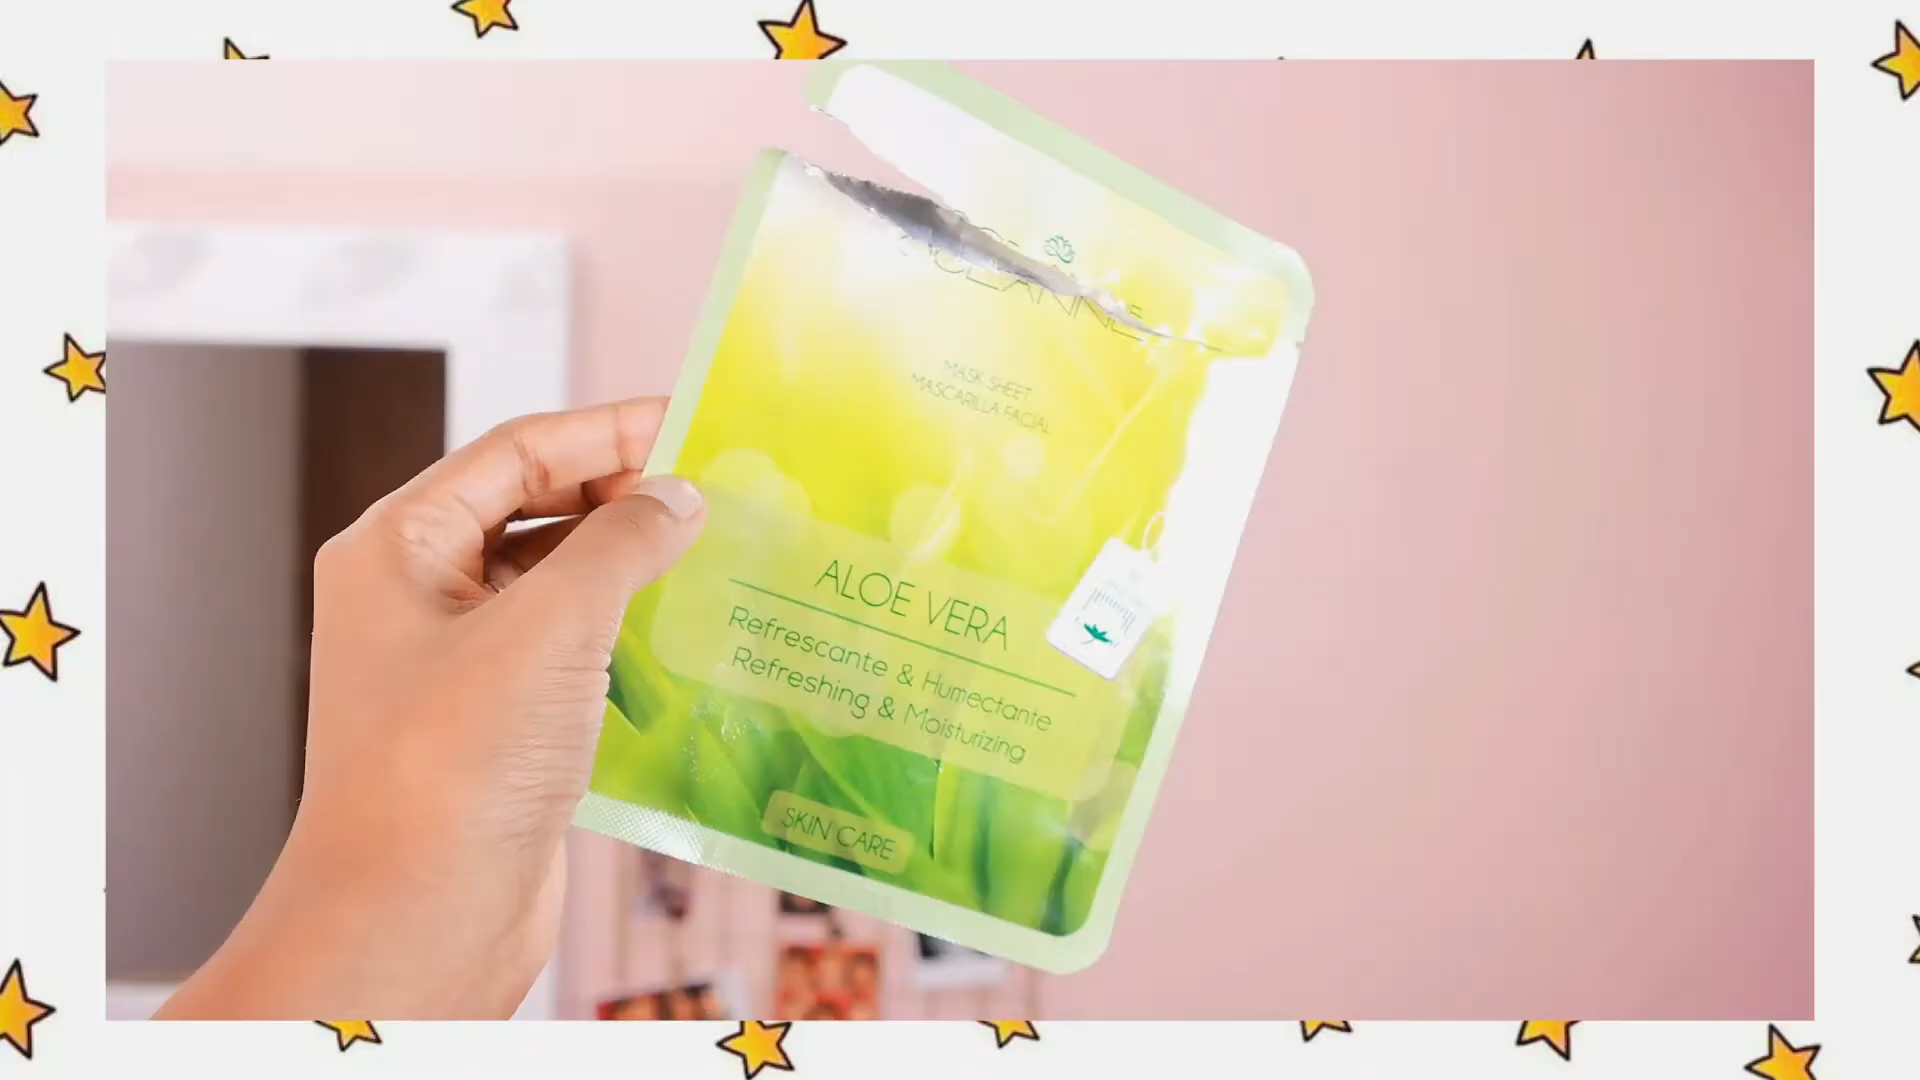 MASK SHEET
MASCARILLA FACIAL
ALOE VERA
Refrescante & Humectante
Refreshing & Moisturizing
SKIN CARE